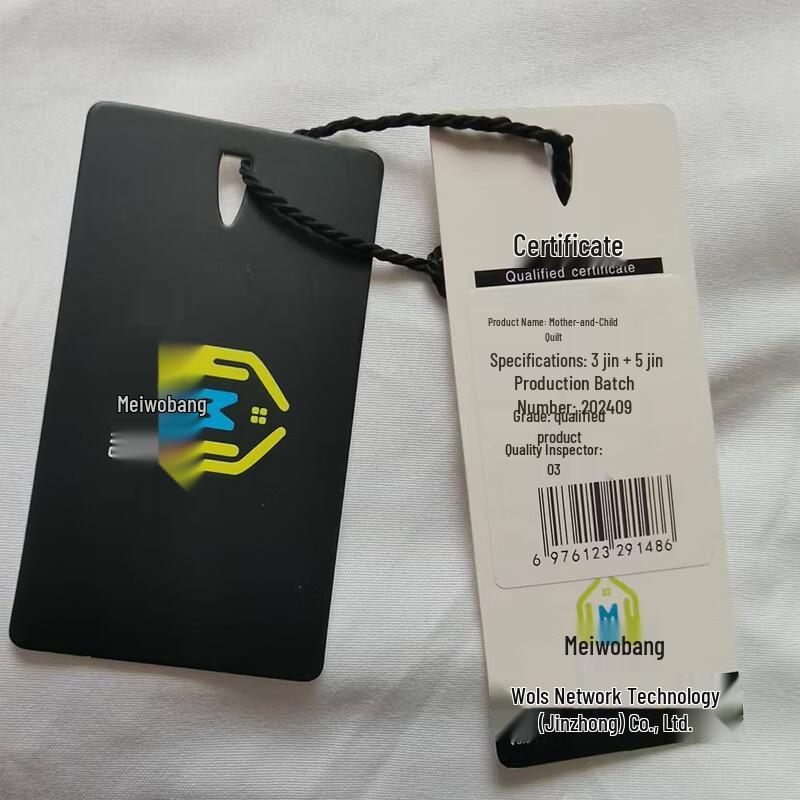 Meiwobang
Certificate
Qualified certificate
Product Name: Mother-and-Child
Quilt
Specifications: 3 jin + 5 jin
Production Batch
Number: 202409
Grade: qualified
product
Quality Inspector:
03
6 976123 291486
Meiwobang
Wols Network Technology
(Jinzhong) Co., Ltd.